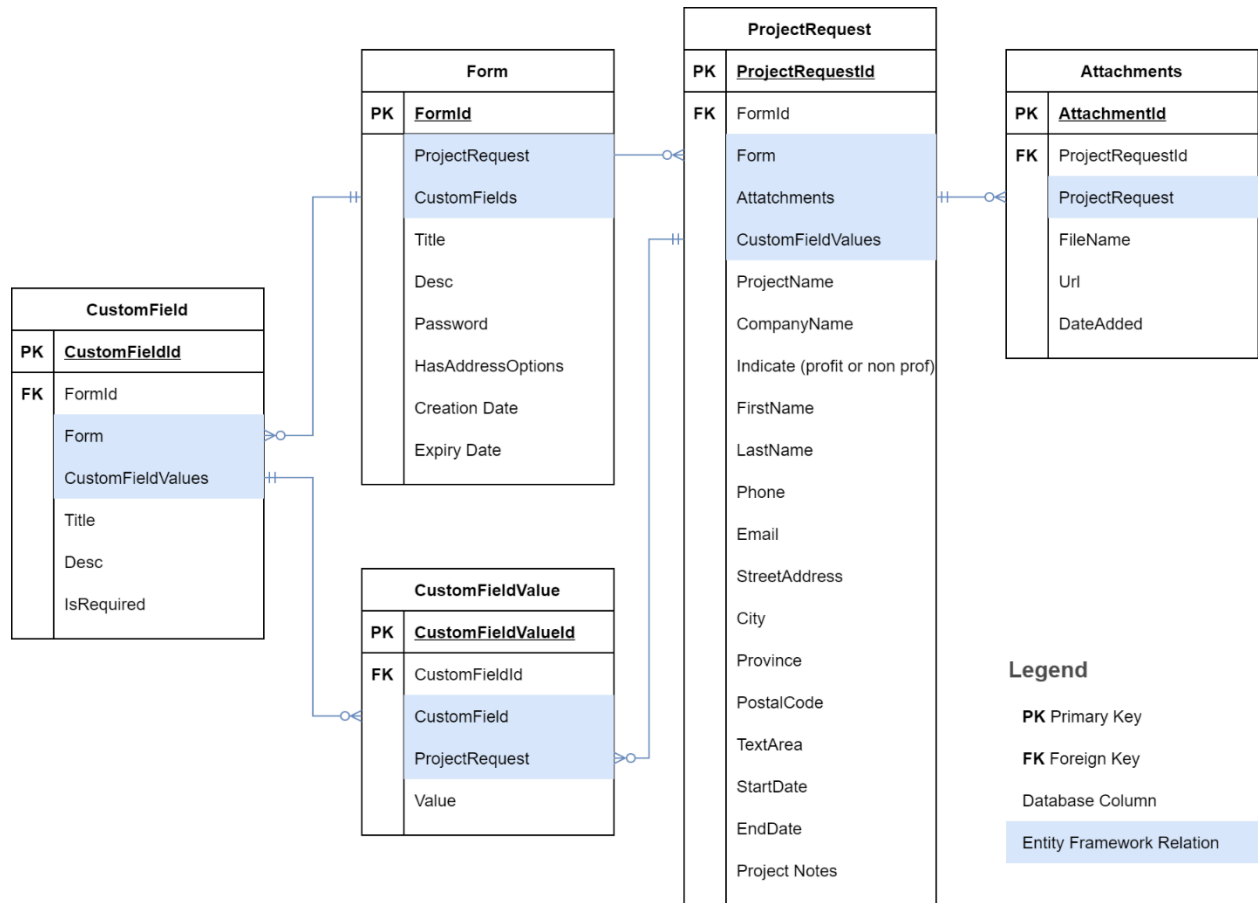 ProjectRequest
PK ProjectRequestId
FK FormId
Form
Attatchments
CustomFieldValues
ProjectName
CompanyName
Indicate (profit or non prof)
FirstName
LastName
Phone
Email
StreetAddress
City
Province
PostalCode
TextArea
StartDate
EndDate
Project Notes
Form
PK FormId
ProjectRequest
CustomFields
Title
Desc
Password
HasAddressOptions
Creation Date
Expiry Date
Attachments
PK AttachmentId
FK ProjectRequestId
ProjectRequest
FileName
Url
DateAdded
CustomField
PK CustomFieldId
FK FormId
Form
CustomFieldValues
Title
Desc
IsRequired
CustomFieldValue
PK CustomFieldValueId
FK CustomFieldId
CustomField
ProjectRequest
Value
Legend
PK Primary Key
FK Foreign Key
Database Column
Entity Framework Relation